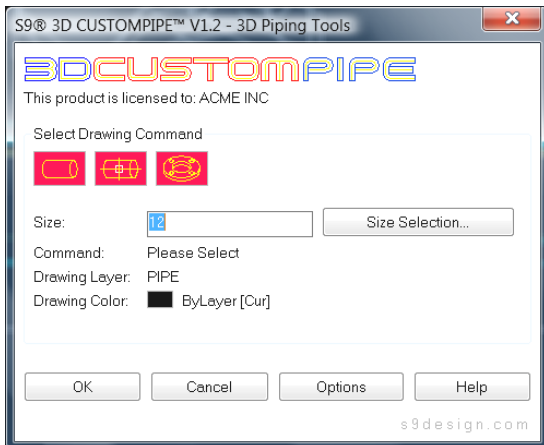 S9® 3D CUSTOMPIPE™ V1.2 - 3D Piping Tools
3DCUSTOMPIPE
This product is licensed to: ACME INC
Select Drawing Command
Size: 12 Size Selection...
Command: Please Select
Drawing Layer: PIPE
Drawing Color: ByLayer [Cur]
OK Cancel Options Help
s9design.com